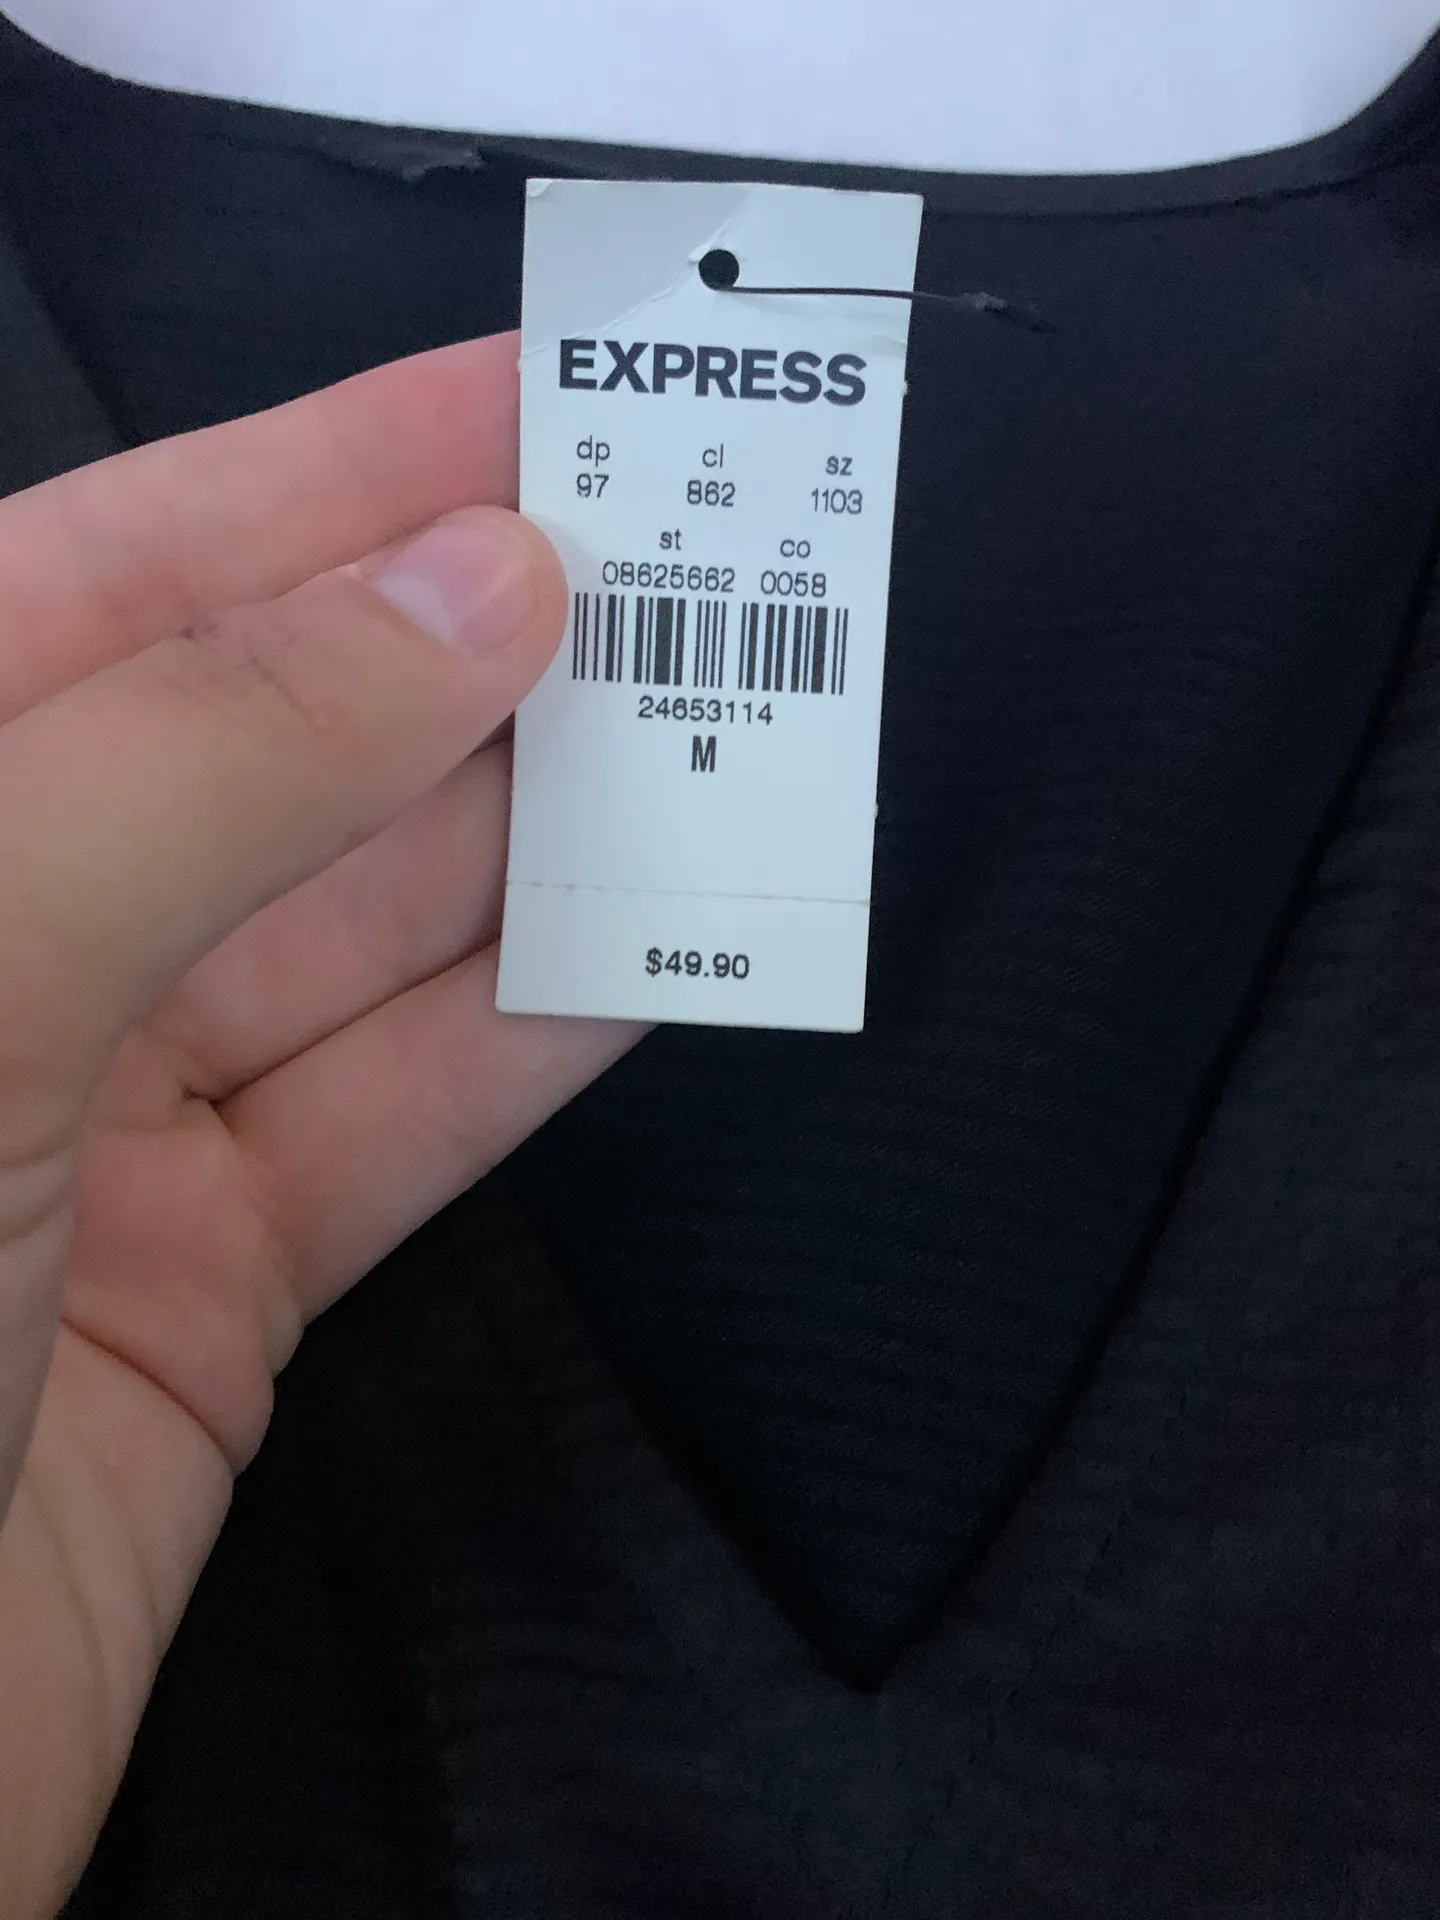 EXPRESS
dp cl sz
97 862 1103
st co
08625662 0058
24653114
M
$49.90